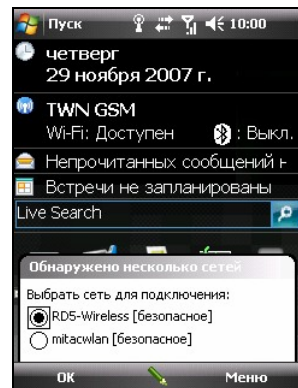 Пуск 10:00
четверг
29 ноября 2007 г.
TWN GSM
Wi-Fi: Доступен : Выкл.
Непрочитанных сообщений н
Встречи не запланированы
Live Search
Обнаружено несколько сетей
Выбрать сеть для подключения:
RD5-Wireless [безопасное]
mitacwlan [безопасное]
ОК Меню